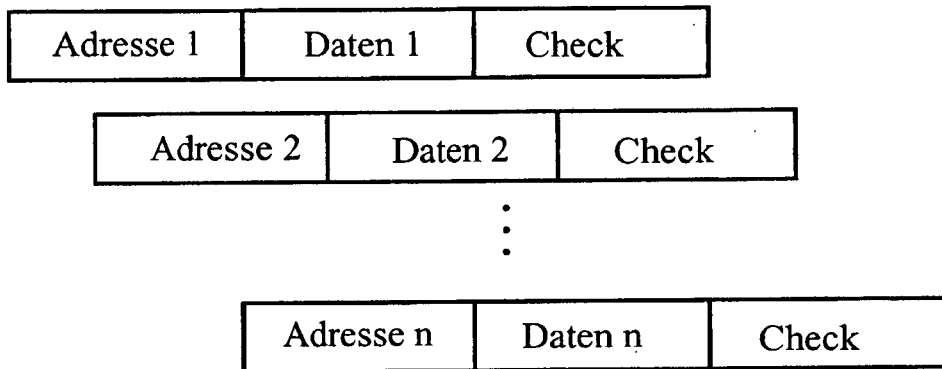 Adresse 1 Daten 1 Check
Adresse 2 Daten 2 Check
Adresse n Daten n Check